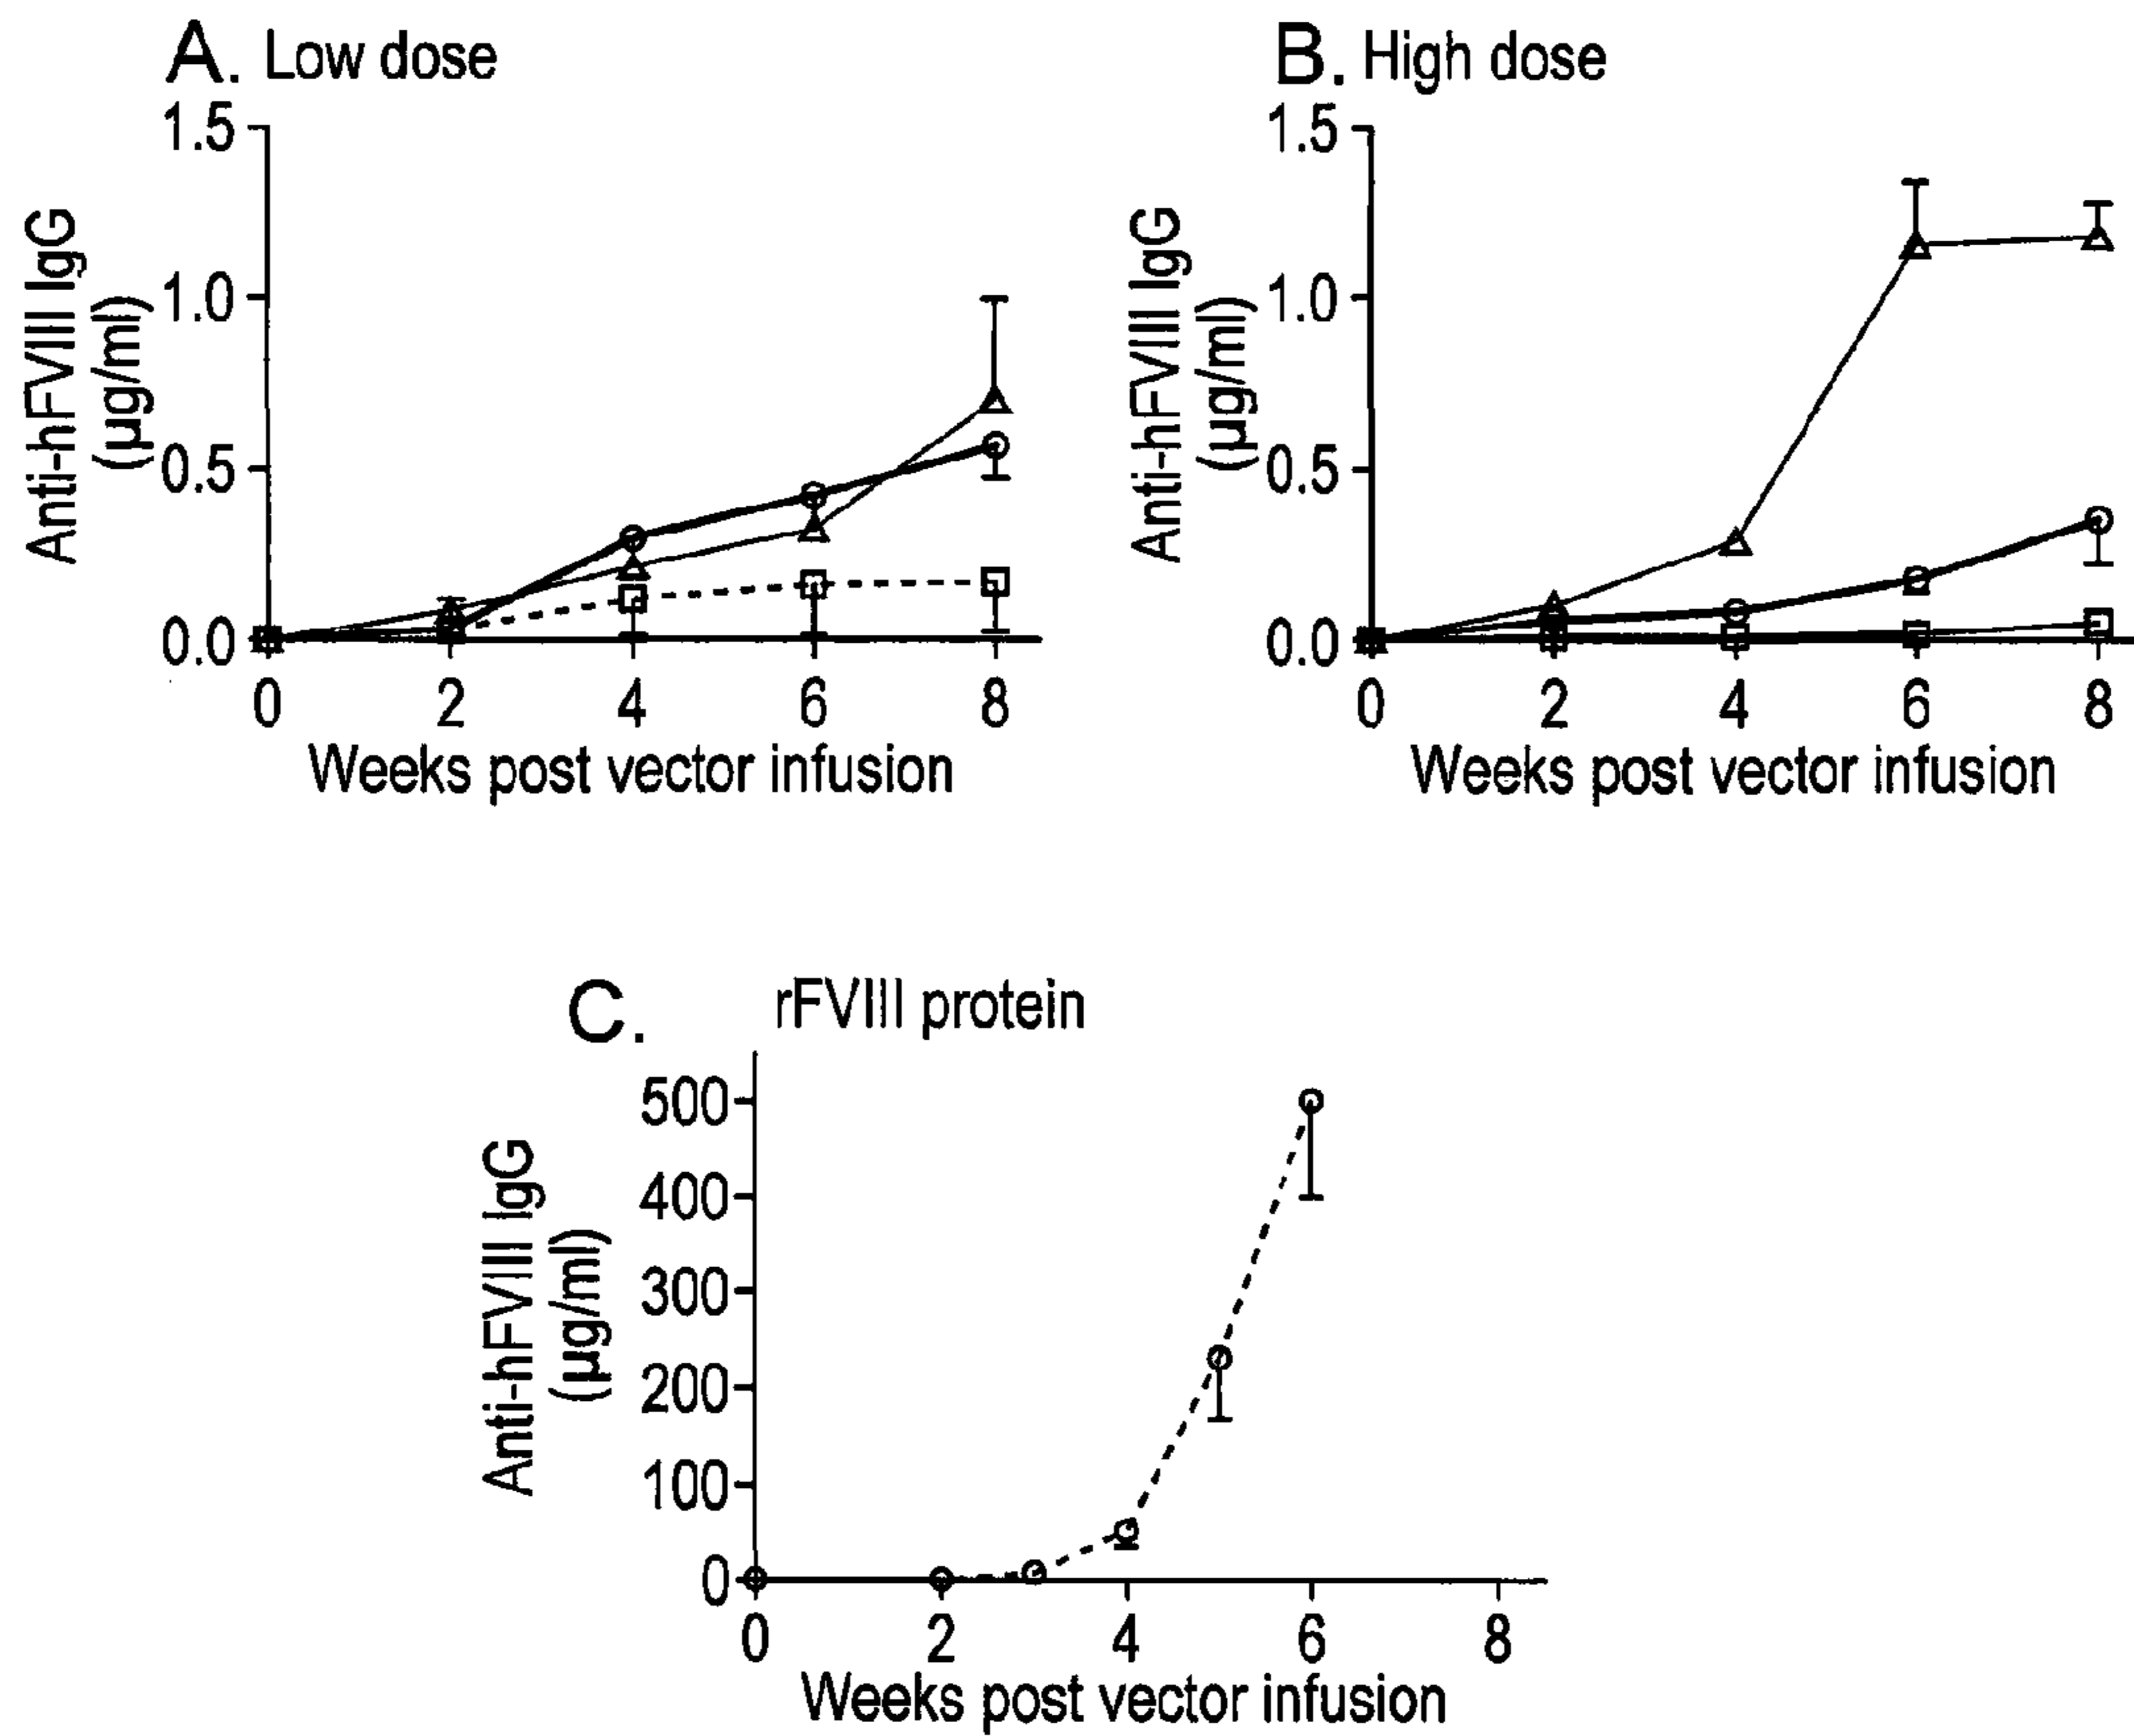 A. Low dose
1.5
1.0
0.5
0.0
Anti-hFVIII IgG
(µg/ml)
0 2 4 6 8
Weeks post vector infusion
B. High dose
1.5
1.0
0.5
0.0
Anti-hFVIII IgG
(µg/ml)
0 2 4 6 8
Weeks post vector infusion
C. rFVIII protein
500
400
300
200
100
0
Anti-hFVIII IgG
(µg/ml)
0 2 4 6 8
Weeks post vector infusion